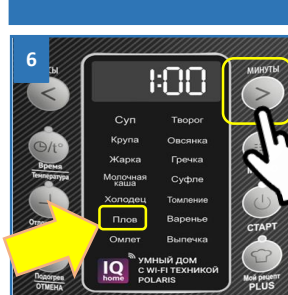 6
МИНУТЫ
1:00
Суп Творог
Крупа Овсянка
Жарка Гречка
Молочная каша Суфле
Время
Температура
Холодец Томление
Плов Варенье
СТАРТ
Омлет Выпечка
IQ home
УМНЫЙ ДОМ
С WI-FI ТЕХНИКОЙ
POLARIS
Подогрев
ОТМЕНА
Мой рецепт
PLUS